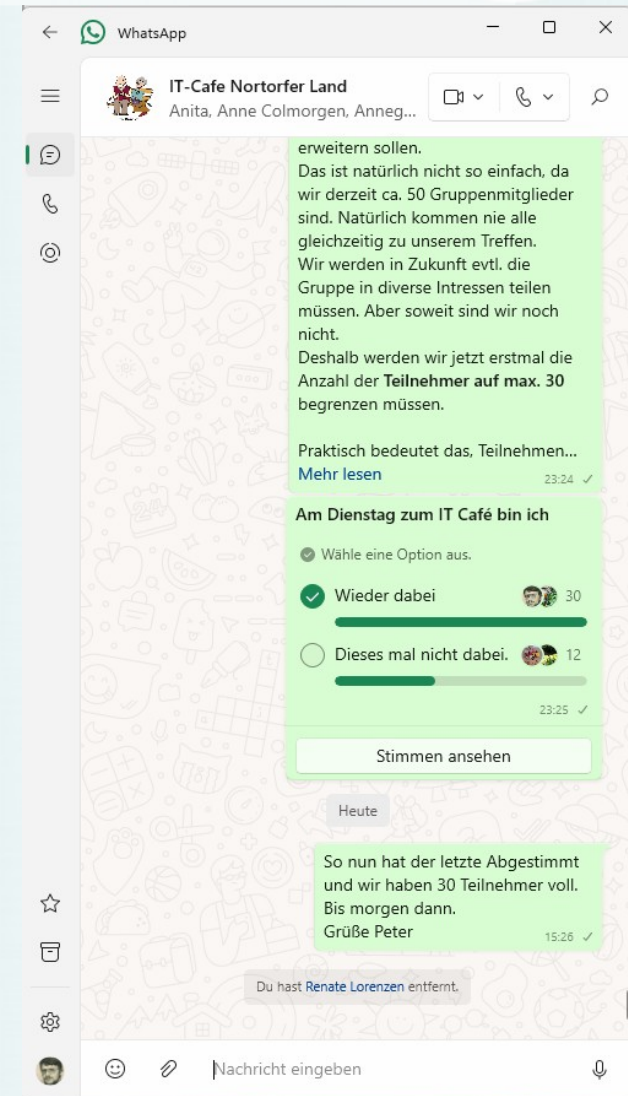 WhatsApp
IT-Cafe Nortorfer Land
Anita, Anne Colmorgen, Anneg...
erweitern sollen.
Das ist natürlich nicht so einfach, da
wir derzeit ca. 50 Gruppenmitglieder
sind. Natürlich kommen nie alle
gleichzeitig zu unserem Treffen.
Wir werden in Zukunft evtl. die
Gruppe in diverse Intressen teilen
müssen. Aber soweit sind wir noch
nicht.
Deshalb werden wir jetzt erstmal die
Anzahl der Teilnehmer auf max. 30
begrenzen müssen.
Praktisch bedeutet das, Teilnehmen...
Mehr lesen
23:24
Am Dienstag zum IT Café bin ich
Wähle eine Option aus.
Wieder dabei 30
Dieses mal nicht dabei. 12
23:25
Stimmen ansehen
Heute
So nun hat der letzte Abgestimmt
und wir haben 30 Teilnehmer voll.
Bis morgen dann.
Grüße Peter
15:26
Du hast Renate Lorenzen entfernt.
Nachricht eingeben